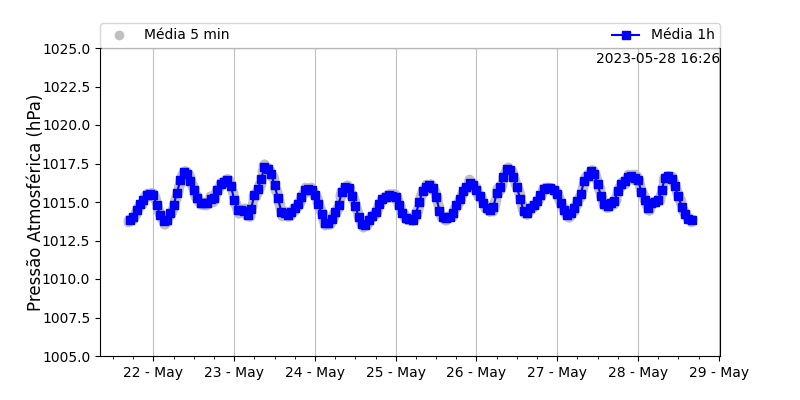 Média 5 min
Média 1h
2023-05-28 16:26
Pressão Atmosférica (hPa)
1025.0
1022.5
1020.0
1017.5
1015.0
1012.5
1010.0
1007.5
1005.0
22 - May
23 - May
24 - May
25 - May
26 - May
27 - May
28 - May
29 - May